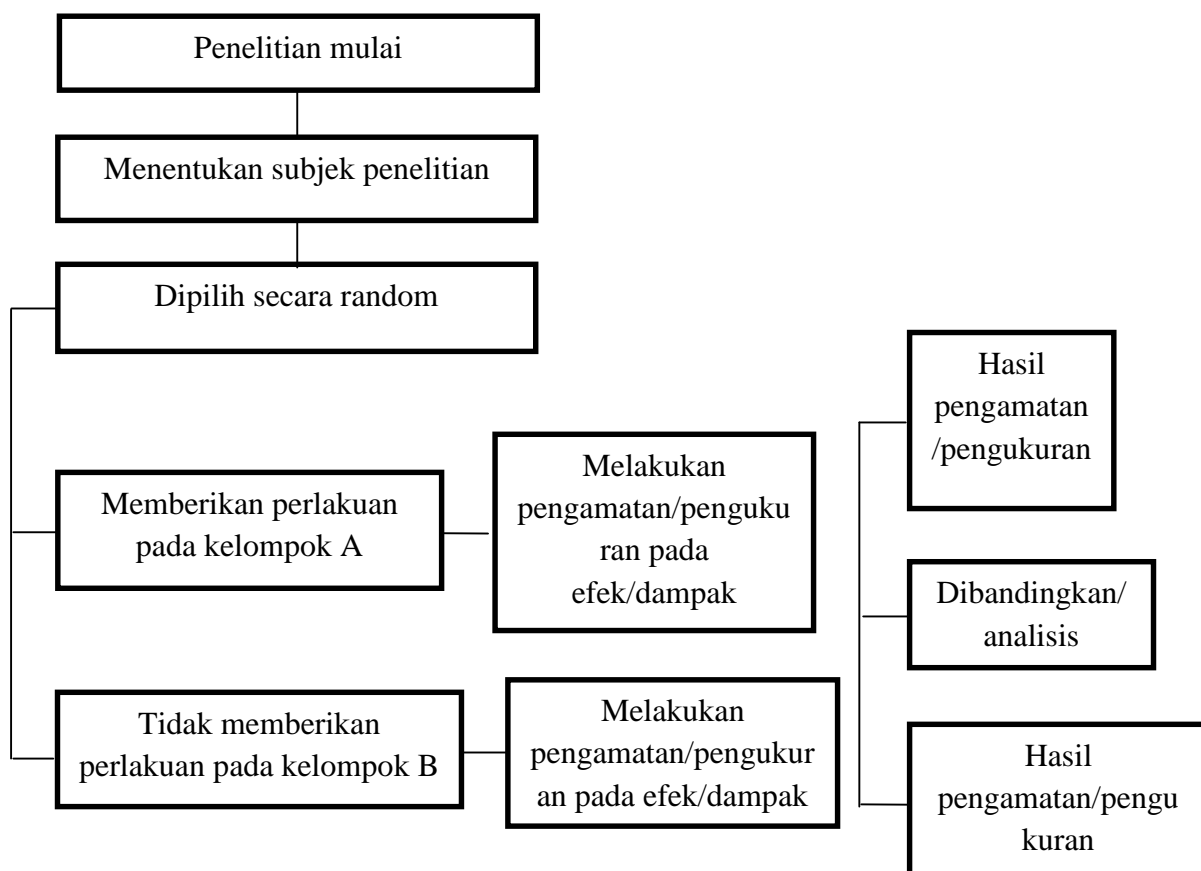 Penelitian mulai
Menentukan subjek penelitian
Dipilih secara random
Memberikan perlakuan
pada kelompok A
Melakukan
pengamatan/penguku
ran pada
efek/dampak
Tidak memberikan
perlakuan pada kelompok B
Melakukan
pengamatan/pengukur
an pada efek/dampak
Hasil
pengamatan
/pengukuran
Dibandingkan/
analisis
Hasil
pengamatan/pengu
kuran